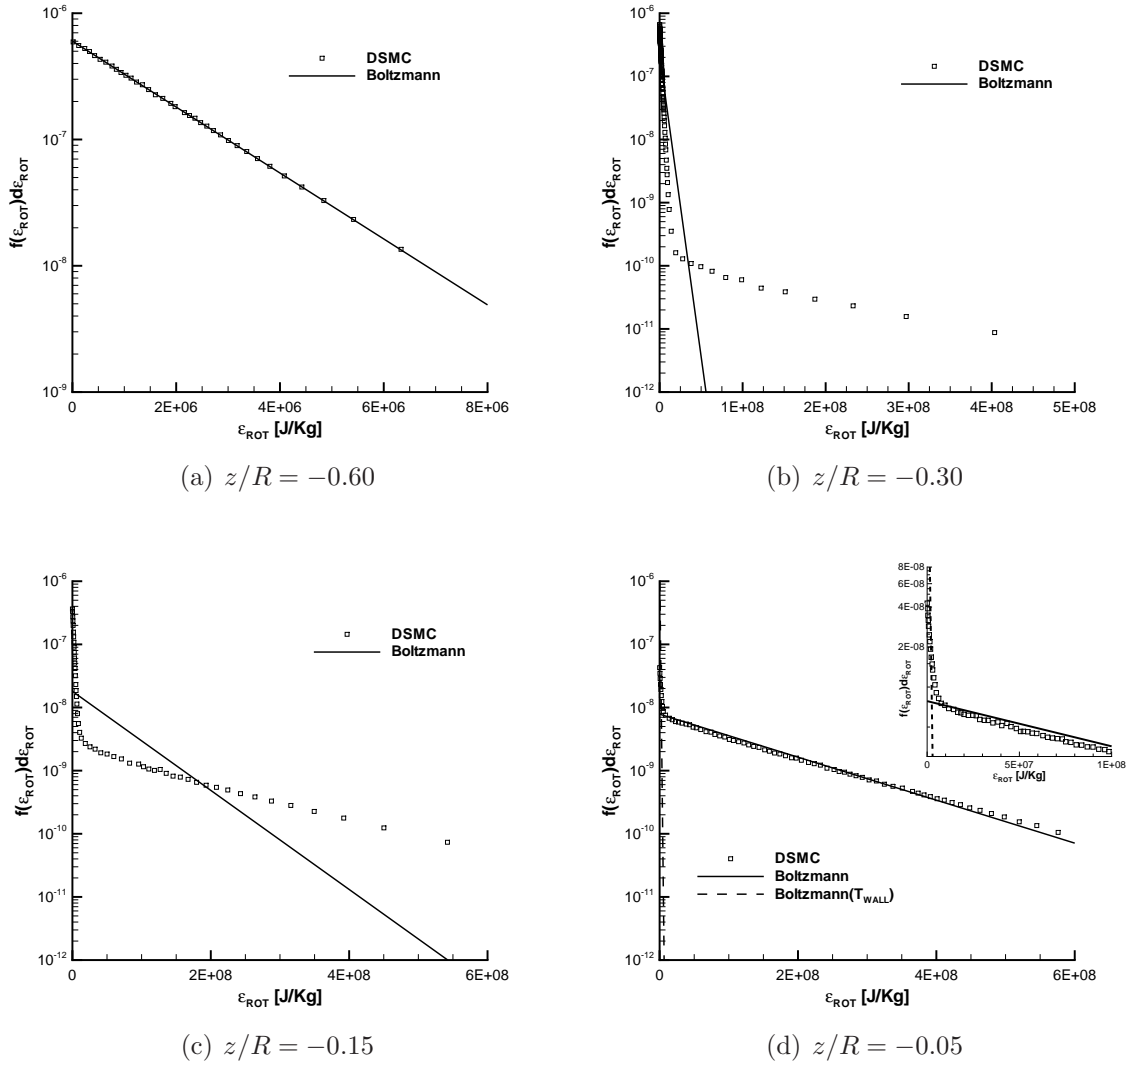 10⁻⁶
10⁻⁷
10⁻⁸
10⁻⁹
f(ε_ROT)dε_ROT
DSMC
Boltzmann
0 2E+06 4E+06 6E+06 8E+06
ε_ROT [J/Kg]
(a) z/R = −0.60
10⁻⁶
10⁻⁷
10⁻⁸
10⁻⁹
10⁻¹⁰
10⁻¹¹
10⁻¹²
f(ε_ROT)dε_ROT
DSMC
Boltzmann
0 1E+08 2E+08 3E+08 4E+08 5E+08
ε_ROT [J/Kg]
(b) z/R = −0.30
10⁻⁶
10⁻⁷
10⁻⁸
10⁻⁹
10⁻¹⁰
10⁻¹¹
10⁻¹²
f(ε_ROT)dε_ROT
DSMC
Boltzmann
0 2E+08 4E+08 6E+08
ε_ROT [J/Kg]
(c) z/R = −0.15
10⁻⁶
10⁻⁷
10⁻⁸
10⁻⁹
10⁻¹⁰
10⁻¹¹
10⁻¹²
f(ε_ROT)dε_ROT
8E-08
6E-08
4E-08
2E-08
f(ε_ROT)dε_ROT
0 5E+07 1E+08
ε_ROT [J/Kg]
DSMC
Boltzmann
Boltzmann(T_WALL)
0 2E+08 4E+08 6E+08
ε_ROT [J/Kg]
(d) z/R = −0.05